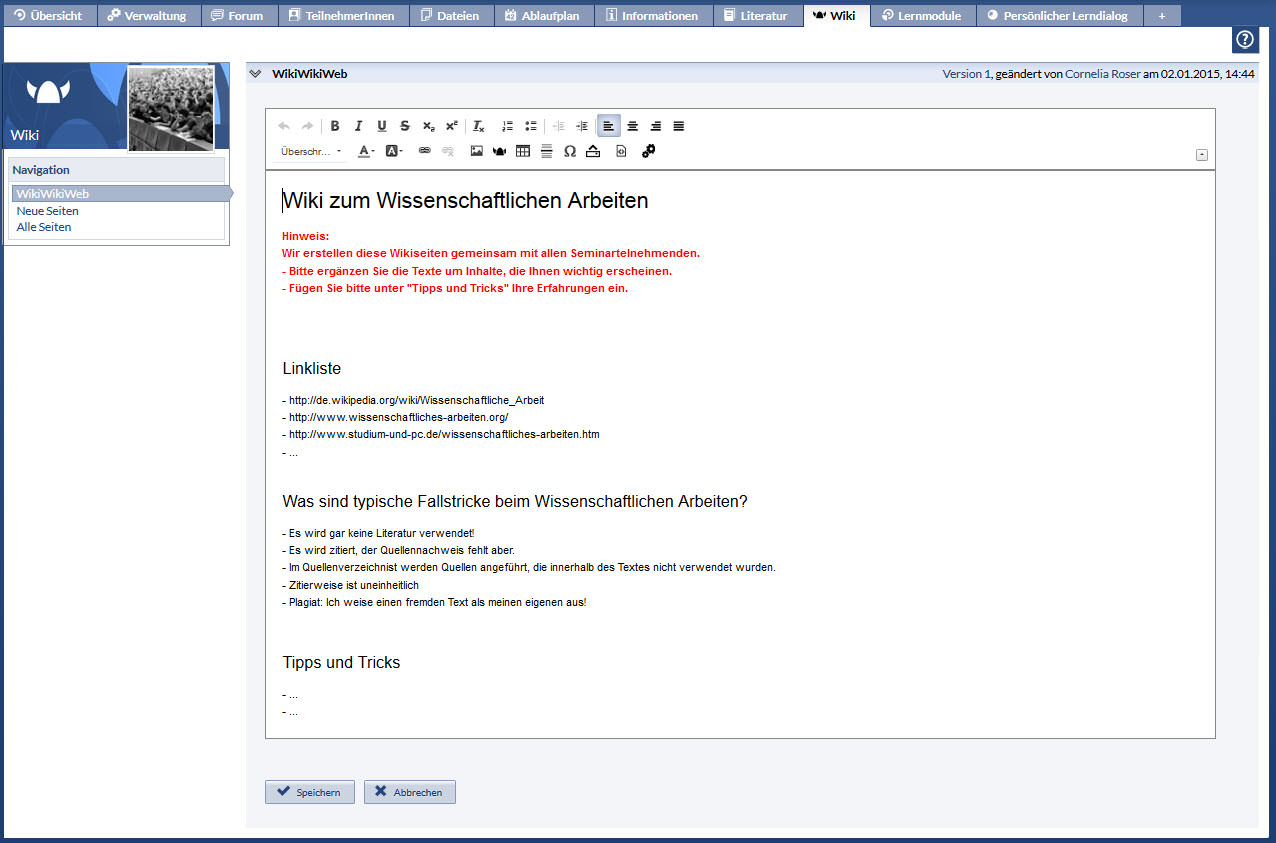 Übersicht
Verwaltung
Forum
TeilnehmerInnen
Dateien
Ablaufplan
Informationen
Literatur
Wiki
Lernmodule
Persönlicher Lerndialog
+
?
Wiki
Navigation
WikiWikiWeb
Neue Seiten
Alle Seiten
WikiWikiWeb
Version 1, geändert von Cornelia Roser am 02.01.2015, 14:44
B I U S x₂ x² Tx
Überschr... A A Ω
Wiki zum Wissenschaftlichen Arbeiten
Hinweis:
Wir erstellen diese Wikiseiten gemeinsam mit allen Seminartelnehmenden.
- Bitte ergänzen Sie die Texte um Inhalte, die Ihnen wichtig erscheinen.
- Fügen Sie bitte unter "Tipps und Tricks" Ihre Erfahrungen ein.
Linkliste
- http://de.wikipedia.org/wiki/Wissenschaftliche_Arbeit
- http://www.wissenschaftliches-arbeiten.org/
- http://www.studium-und-pc.de/wissenschaftliches-arbeiten.htm
- ...
Was sind typische Fallstricke beim Wissenschaftlichen Arbeiten?
- Es wird gar keine Literatur verwendet!
- Es wird zitiert, der Quellennachweis fehlt aber.
- Im Quellenverzeichnist werden Quellen angeführt, die innerhalb des Textes nicht verwendet wurden.
- Zitierweise ist uneinheitlich
- Plagiat: Ich weise einen fremden Text als meinen eigenen aus!
Tipps und Tricks
- ...
- ...
Speichern
Abbrechen